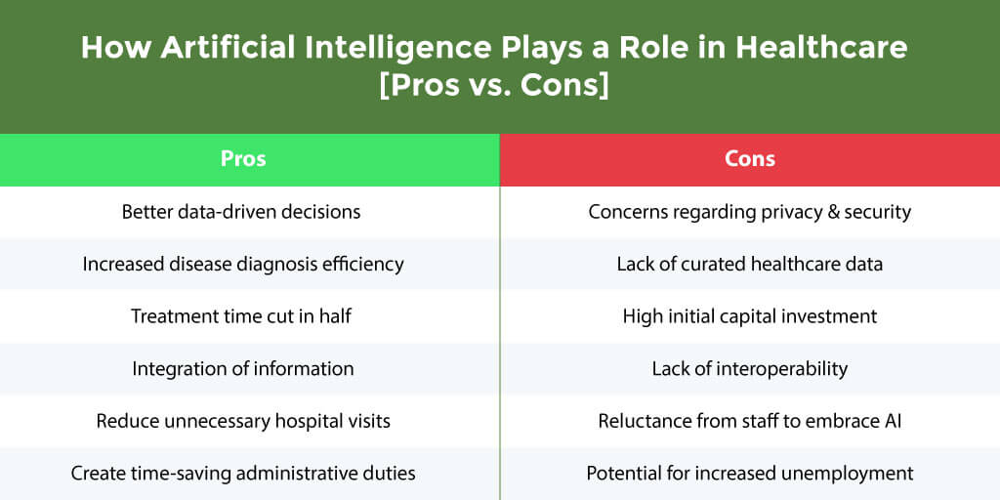 How Artificial Intelligence Plays a Role in Healthcare
[Pros vs. Cons]
Pros
Cons
Better data-driven decisions
Concerns regarding privacy & security
Increased disease diagnosis efficiency
Lack of curated healthcare data
Treatment time cut in half
High initial capital investment
Integration of information
Lack of interoperability
Reduce unnecessary hospital visits
Reluctance from staff to embrace AI
Create time-saving administrative duties
Potential for increased unemployment